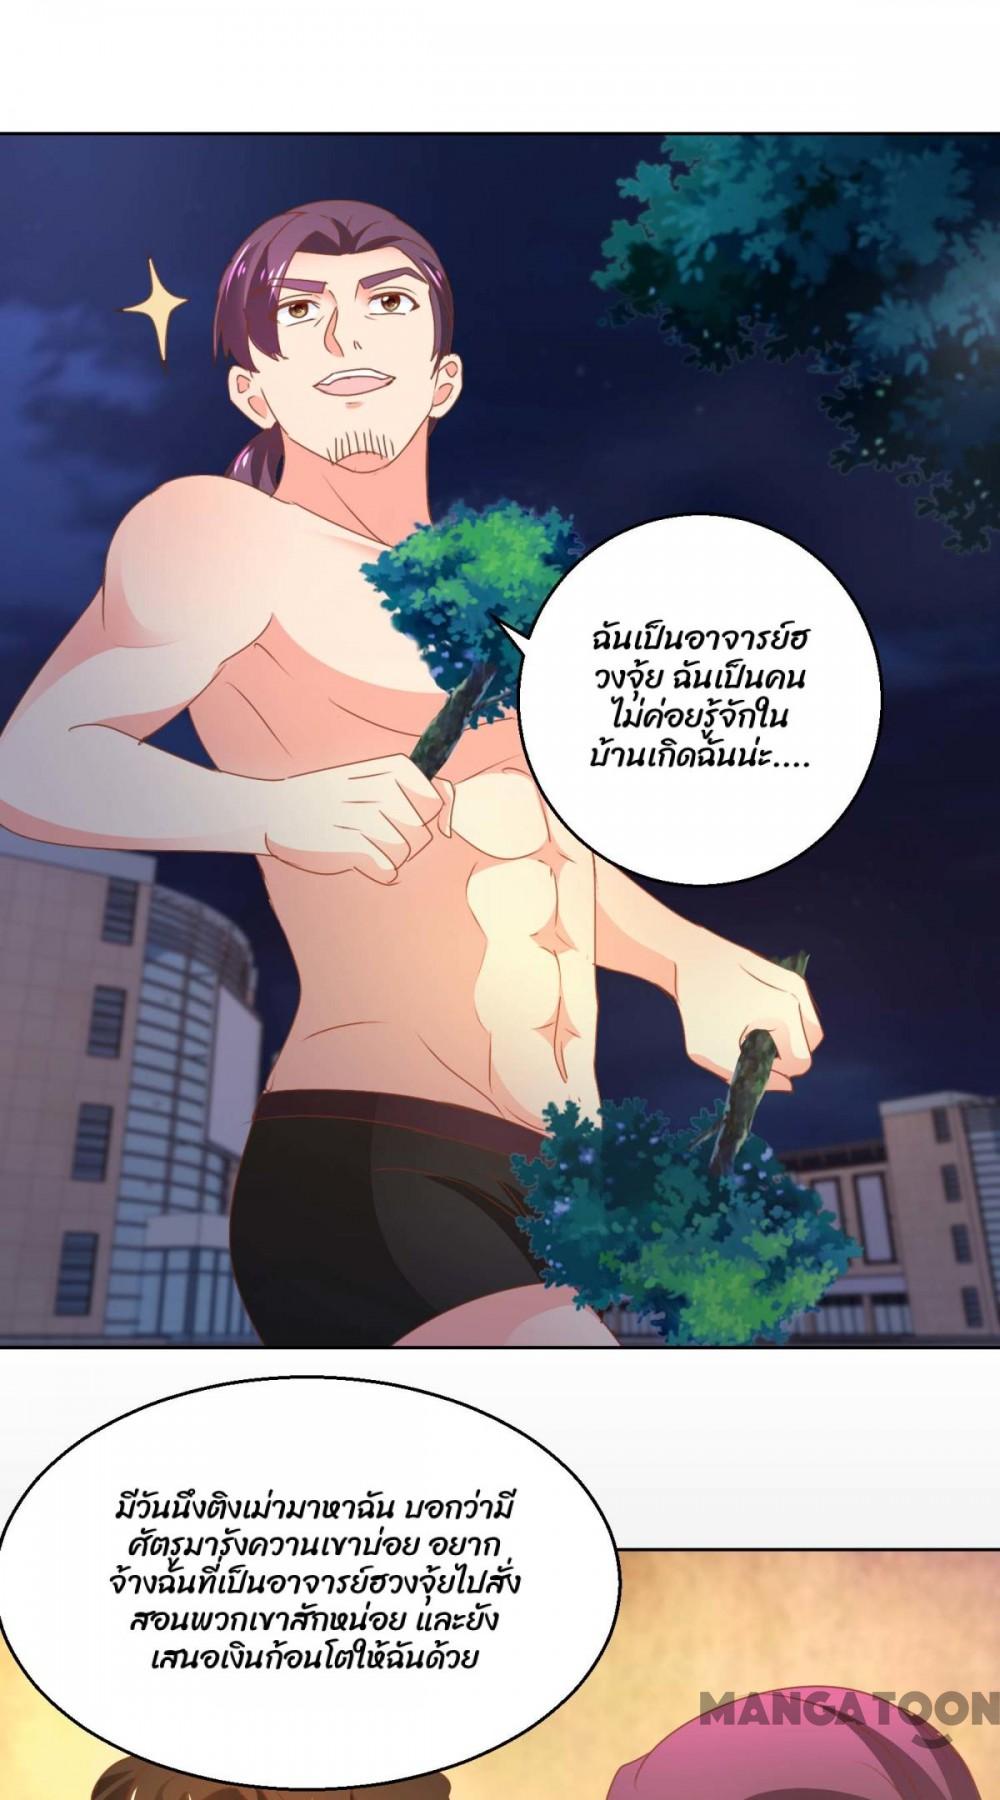 ฉันเป็นอาจารย์ฮ
วงจุ้ย ฉันเป็นคน
ไม่ค่อยรู้จักใน
บ้านเกิดฉันน่ะ....
มีวันนึงติงเม่ามาหาฉัน บอกว่ามี
ศัตรูมารังควานเขาบ่อย อยาก
จ้างฉันที่เป็นอาจารย์ฮวงจุ้ยไปสั่ง
สอนพวกเขาสักหน่อย และยัง
เสนอเงินก้อนโตให้ฉันด้วย
MANGATOON